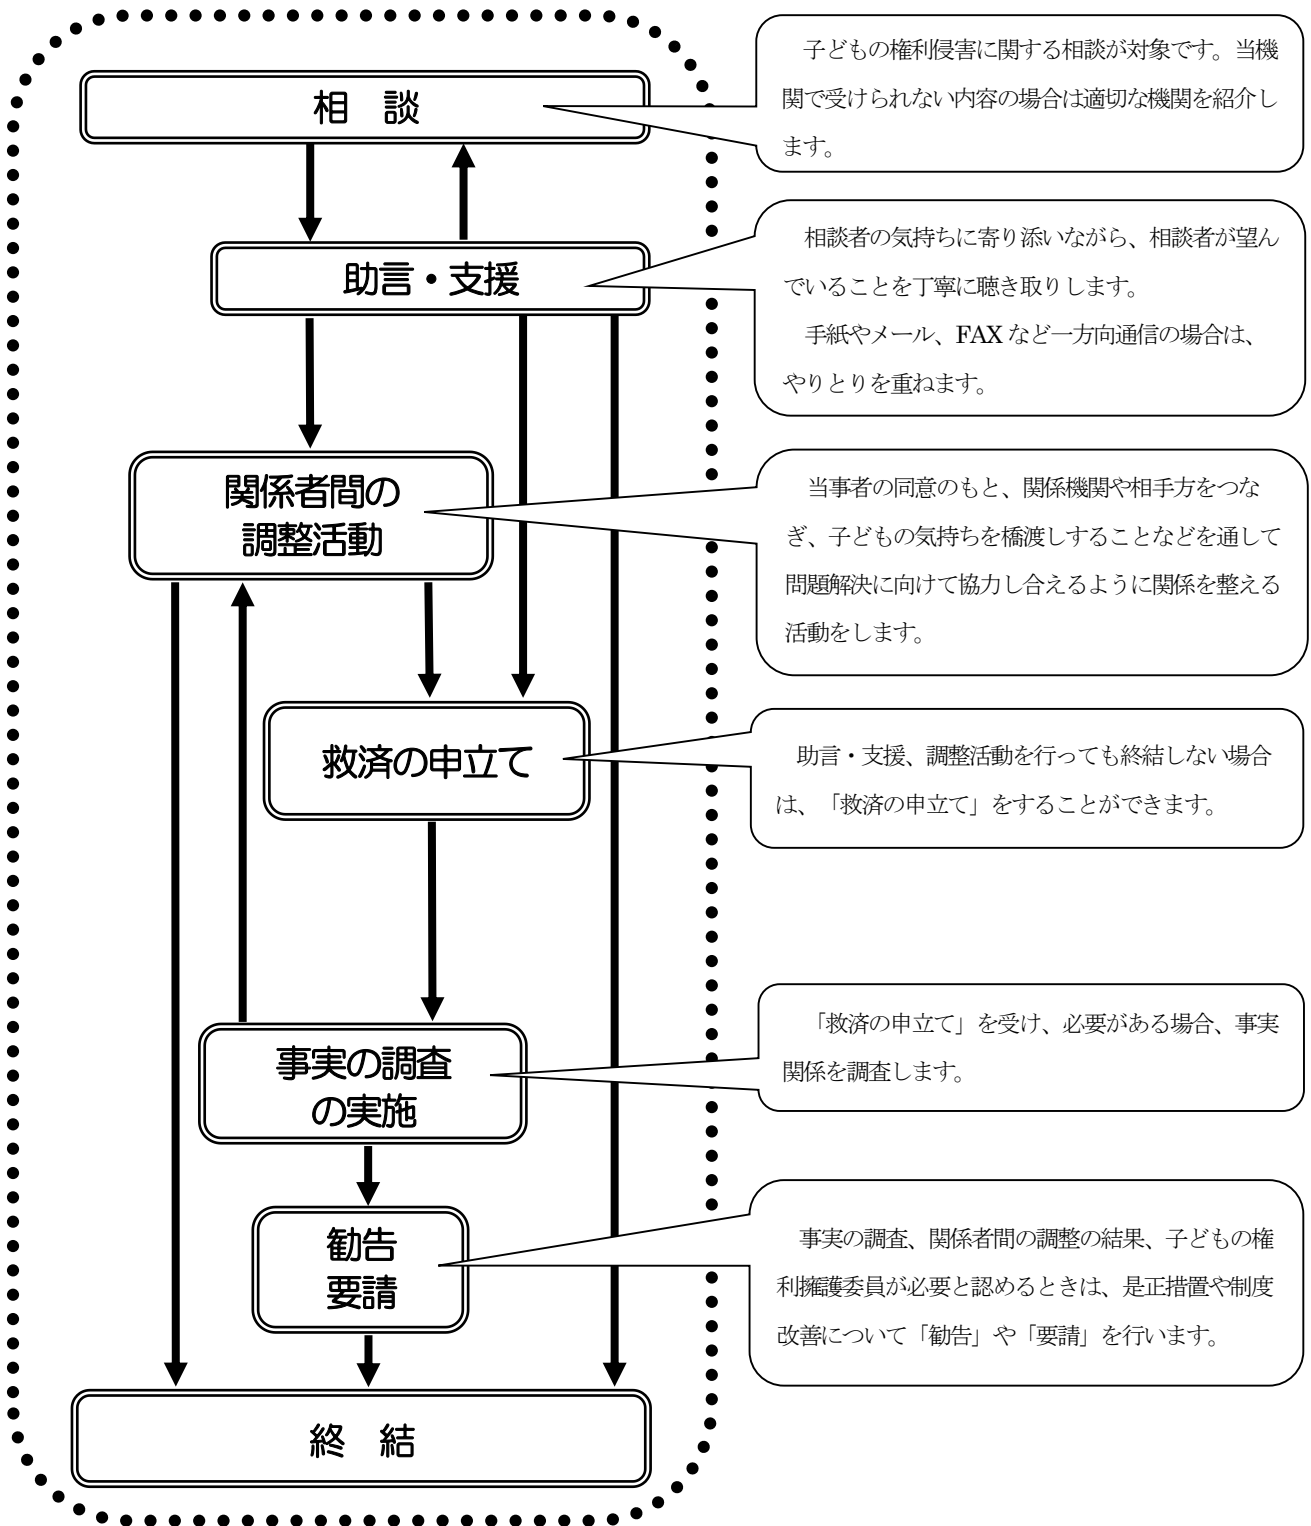 相　談
子どもの権利侵害に関する相談が対象です。当機
関で受けられない内容の場合は適切な機関を紹介し
ます。
助言・支援
相談者の気持ちに寄り添いながら、相談者が望ん
でいることを丁寧に聴き取りします。
手紙やメール、FAX など一方向通信の場合は、
やりとりを重ねます。
関係者間の
調整活動
当事者の同意のもと、関係機関や相手方をつな
ぎ、子どもの気持ちを橋渡しすることなどを通して
問題解決に向けて協力し合えるように関係を整える
活動をします。
救済の申立て
助言・支援、調整活動を行っても終結しない場合
は、「救済の申立て」をすることができます。
事実の調査
の実施
「救済の申立て」を受け、必要がある場合、事実
関係を調査します。
勧告
要請
事実の調査、関係者間の調整の結果、子どもの権
利擁護委員が必要と認めるときは、是正措置や制度
改善について「勧告」や「要請」を行います。
終　結